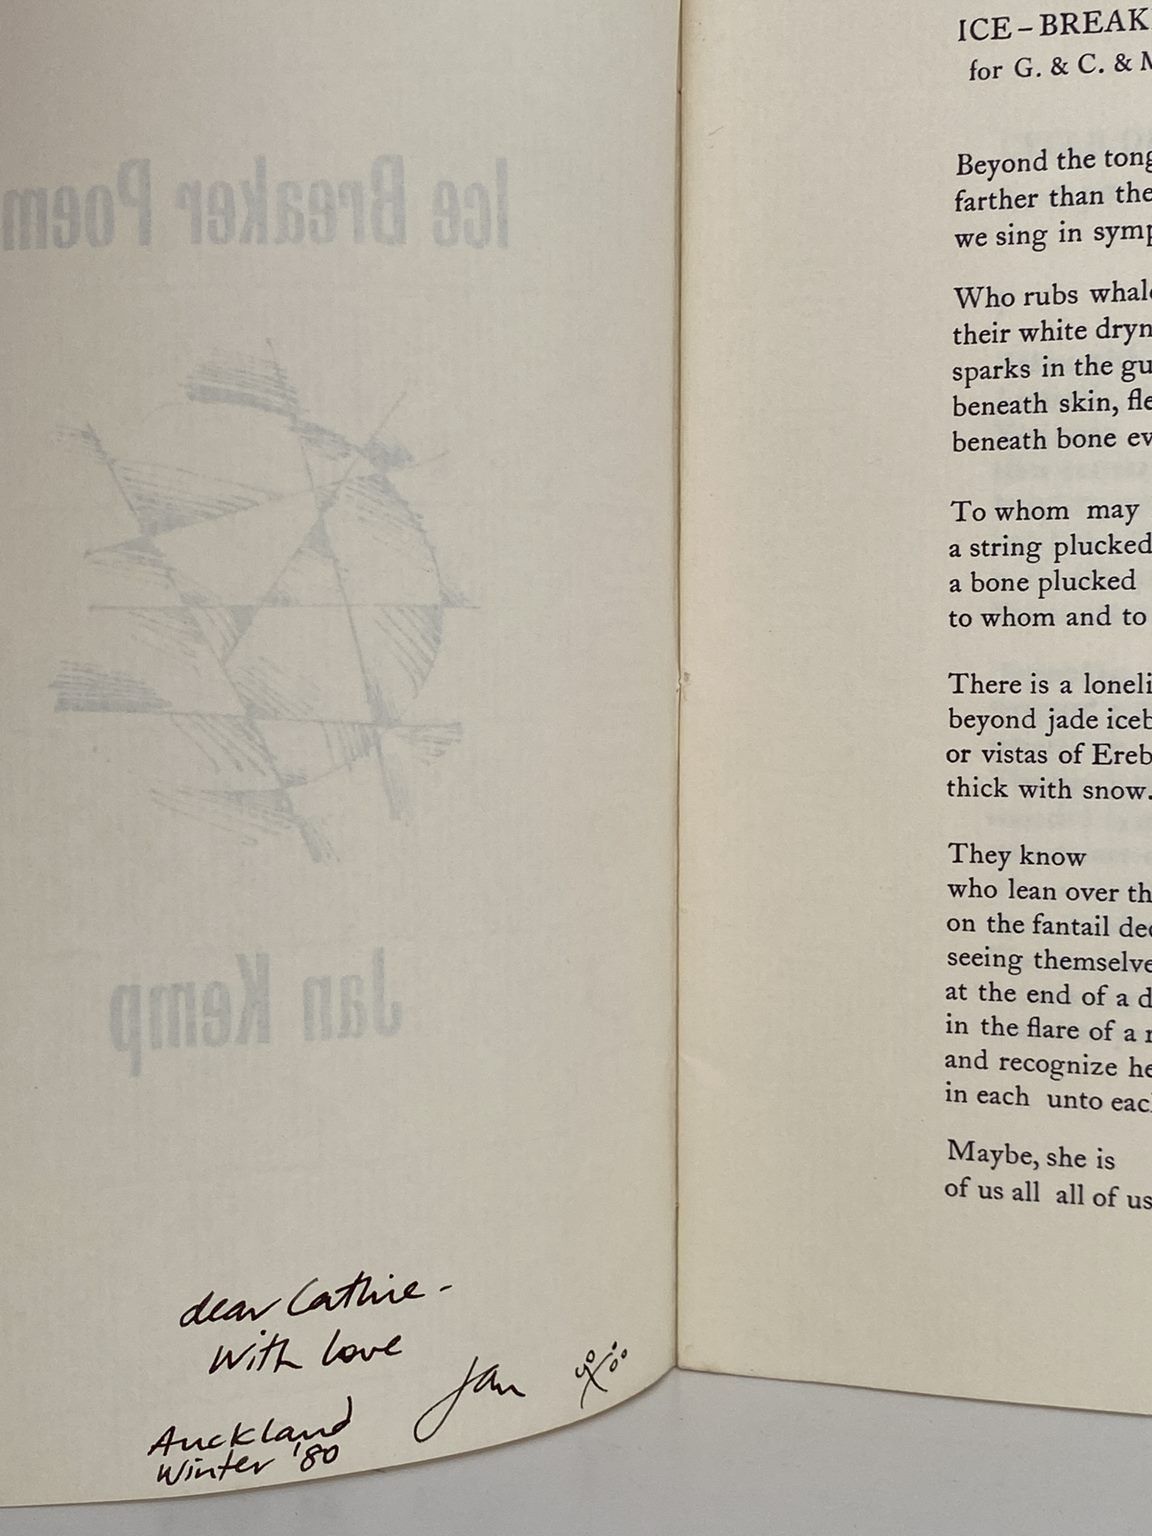 Ice Breaker Poem
Jan Kemp
dear Cathie -
With love
Jan
Auckland
Winter '80
ICE-BREAK
for G. & C. & M
Beyond the tong
farther than the
we sing in symp
Who rubs whale
their white dryn
sparks in the gu
beneath skin, fle
beneath bone ev
To whom may
a string plucked
a bone plucked
to whom and to
There is a loneli
beyond jade iceb
or vistas of Ereb
thick with snow.
They know
who lean over th
on the fantail dec
seeing themselve
at the end of a d
in the flare of a r
and recognize he
in each unto eac
Maybe, she is
of us all all of us